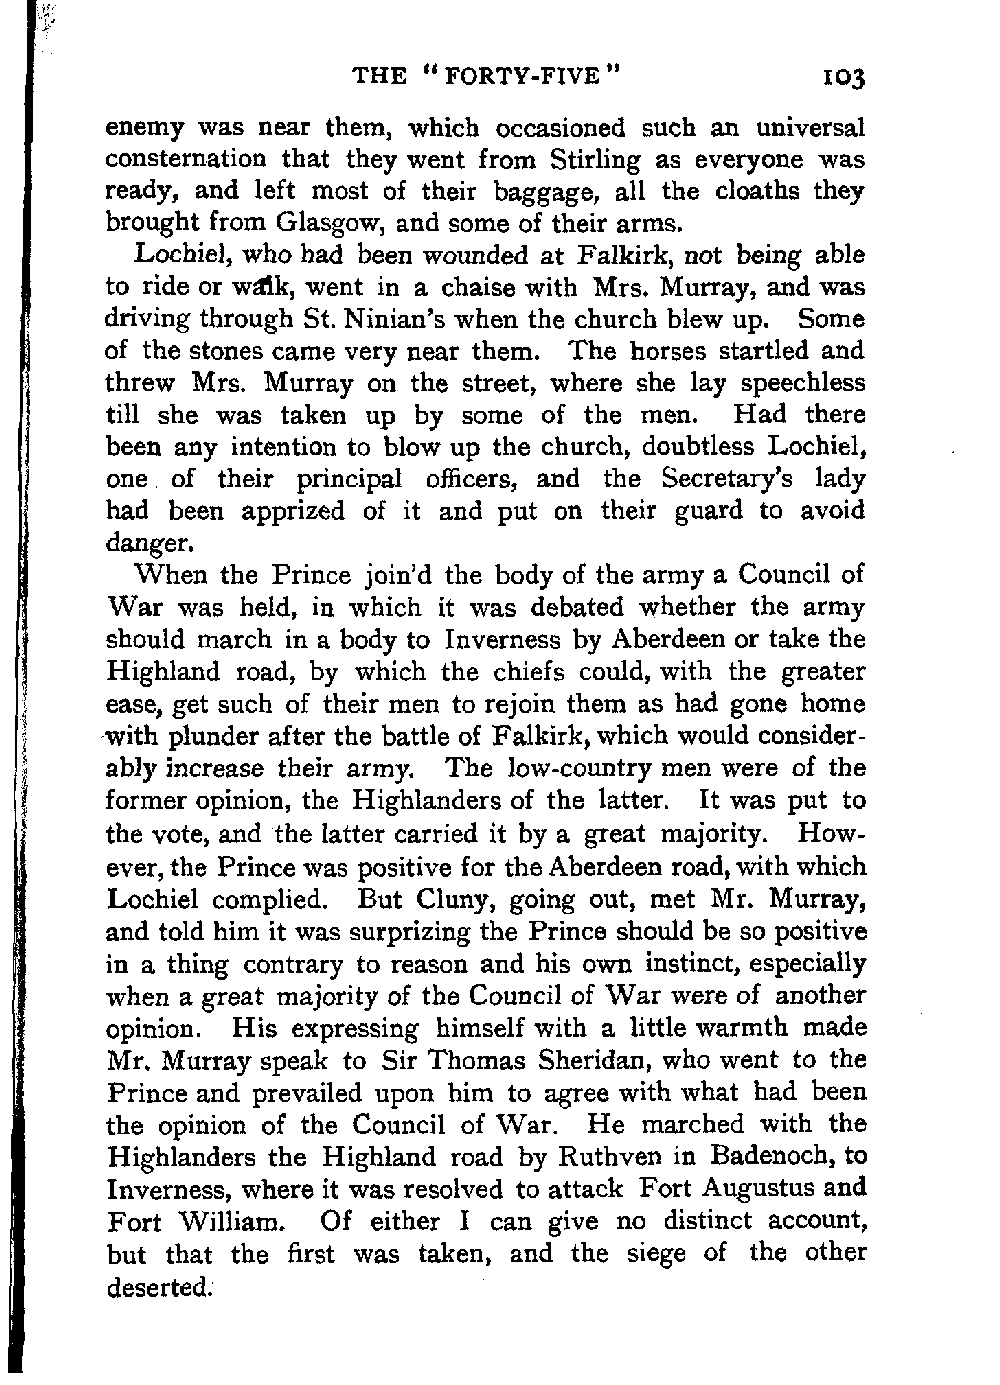 THE "FORTY-FIVE" 103
enemy was near them, which occasioned such an universal
consternation that they went from Stirling as everyone was
ready, and left most of their baggage, all the cloaths they
brought from Glasgow, and some of their arms.
Lochiel, who had been wounded at Falkirk, not being able
to ride or walk, went in a chaise with Mrs. Murray, and was
driving through St. Ninian's when the church blew up. Some
of the stones came very near them. The horses startled and
threw Mrs. Murray on the street, where she lay speechless
till she was taken up by some of the men. Had there
been any intention to blow up the church, doubtless Lochiel,
one of their principal officers, and the Secretary's lady
had been apprized of it and put on their guard to avoid
danger.
When the Prince join'd the body of the army a Council of
War was held, in which it was debated whether the army
should march in a body to Inverness by Aberdeen or take the
Highland road, by which the chiefs could, with the greater
ease, get such of their men to rejoin them as had gone home
with plunder after the battle of Falkirk, which would consider-
ably increase their army. The low-country men were of the
former opinion, the Highlanders of the latter. It was put to
the vote, and the latter carried it by a great majority. How-
ever, the Prince was positive for the Aberdeen road, with which
Lochiel complied. But Cluny, going out, met Mr. Murray,
and told him it was surprizing the Prince should be so positive
in a thing contrary to reason and his own instinct, especially
when a great majority of the Council of War were of another
opinion. His expressing himself with a little warmth made
Mr. Murray speak to Sir Thomas Sheridan, who went to the
Prince and prevailed upon him to agree with what had been
the opinion of the Council of War. He marched with the
Highlanders the Highland road by Ruthven in Badenoch, to
Inverness, where it was resolved to attack Fort Augustus and
Fort William. Of either I can give no distinct account,
but that the first was taken, and the siege of the other
deserted.